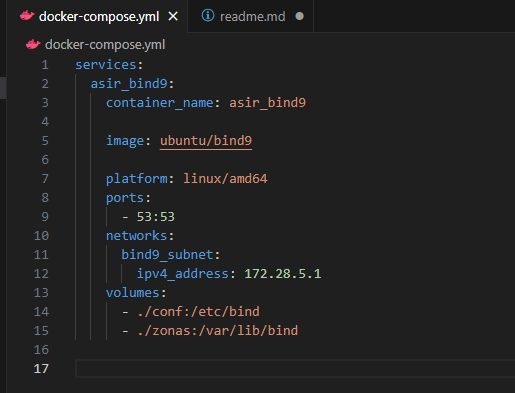 docker-compose.yml
readme.md
docker-compose.yml
1 services:
2   asir_bind9:
3     container_name: asir_bind9
4
5     image: ubuntu/bind9
6
7     platform: linux/amd64
8     ports:
9       - 53:53
10     networks:
11       bind9_subnet:
12         ipv4_address: 172.28.5.1
13     volumes:
14       - ./conf:/etc/bind
15       - ./zonas:/var/lib/bind
16
17